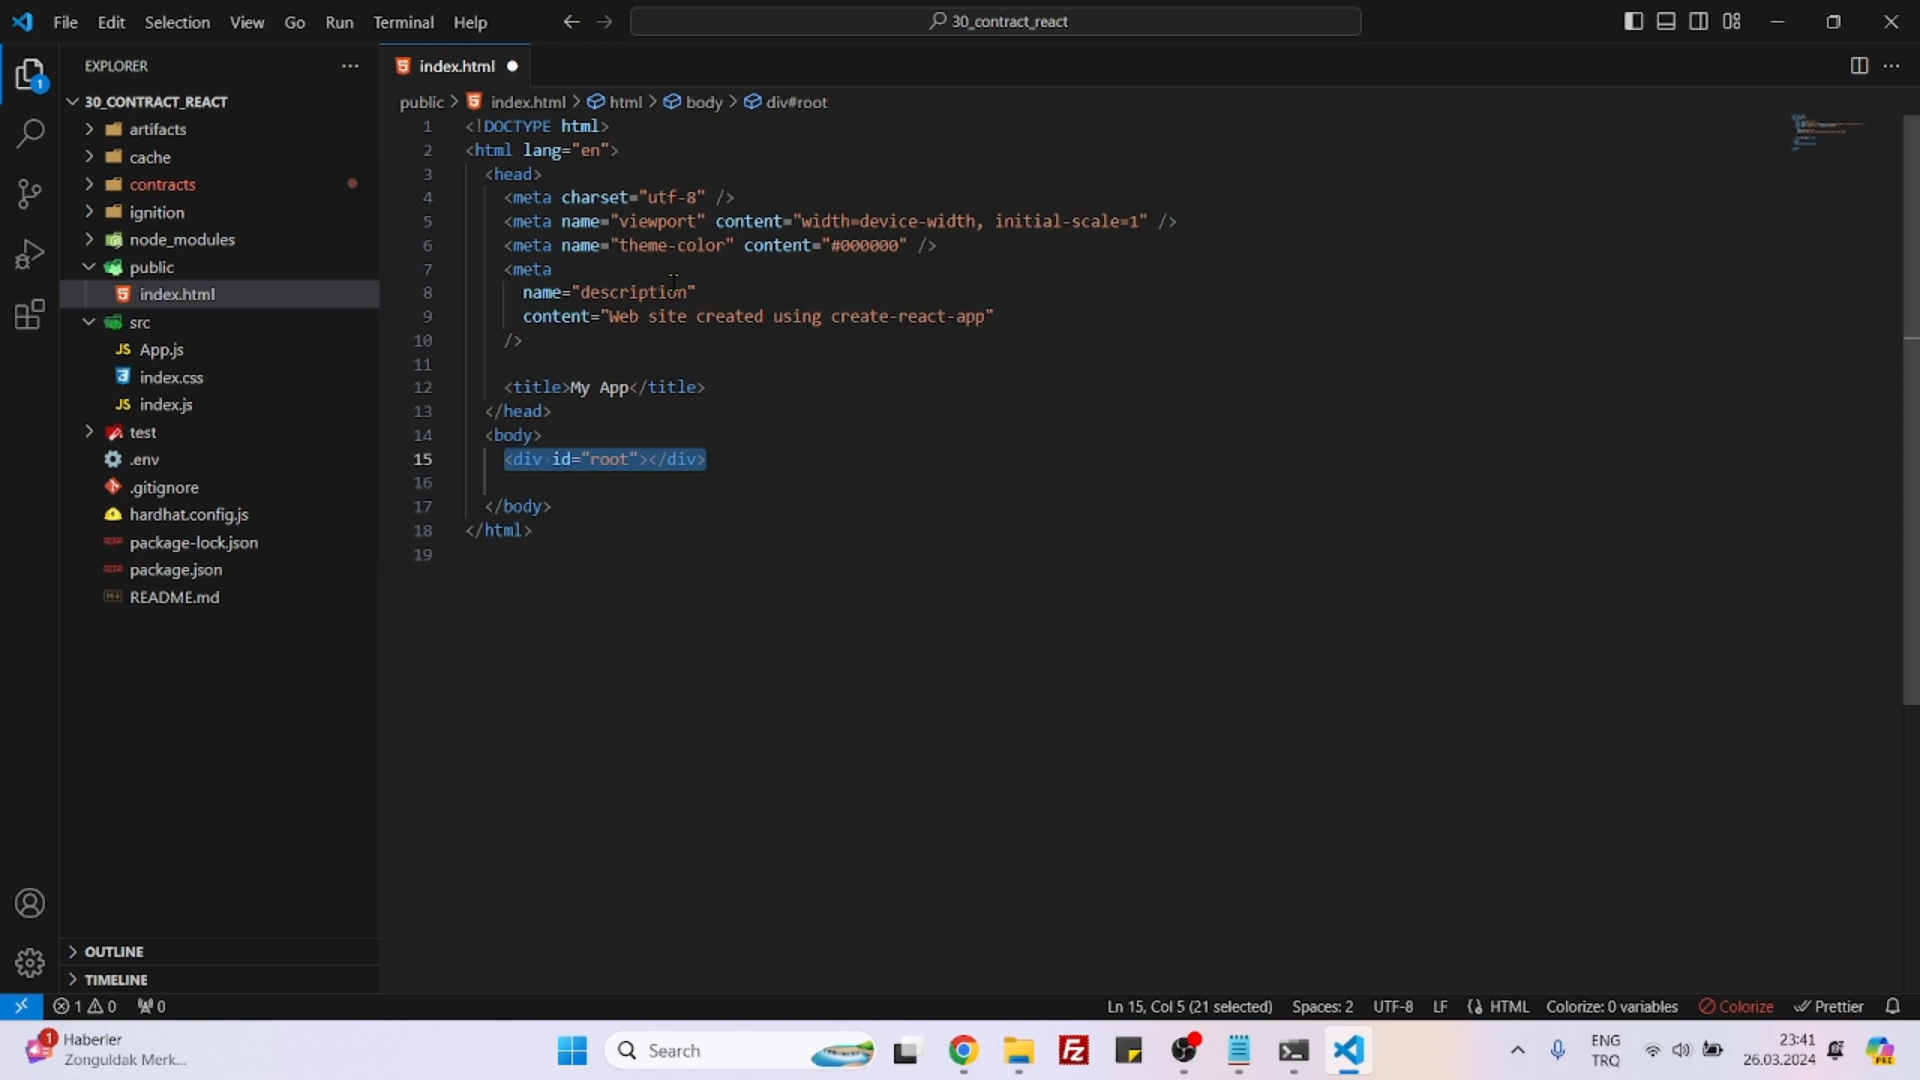 File Edit Selection View Go Run Terminal Help
30_contract_react
EXPLORER
1
30_CONTRACT_REACT
artifacts
cache
contracts
ignition
node_modules
public
index.html
src
App.js
index.css
index.js
test
.env
.gitignore
hardhat.config.js
package-lock.json
package.json
README.md
OUTLINE
TIMELINE
index.html
public > index.html > html > body > div#root
1 <!DOCTYPE html>
2 <html lang="en">
3 <head>
4 <meta charset="utf-8" />
5 <meta name="viewport" content="width=device-width, initial-scale=1" />
6 <meta name="theme-color" content="#000000" />
7 <meta
8 name="description"
9 content="Web site created using create-react-app"
10 />
11
12 <title>My App</title>
13 </head>
14 <body>
15 <div id="root"></div>
16
17 </body>
18 </html>
19
1 0 0
Ln 15, Col 5 (21 selected) Spaces: 2 UTF-8 LF HTML Colorize: 0 variables Colorize Prettier
1 Haberler
Zonguldak Merk...
Search
ENG
TRQ
23:41
26.03.2024
PRE